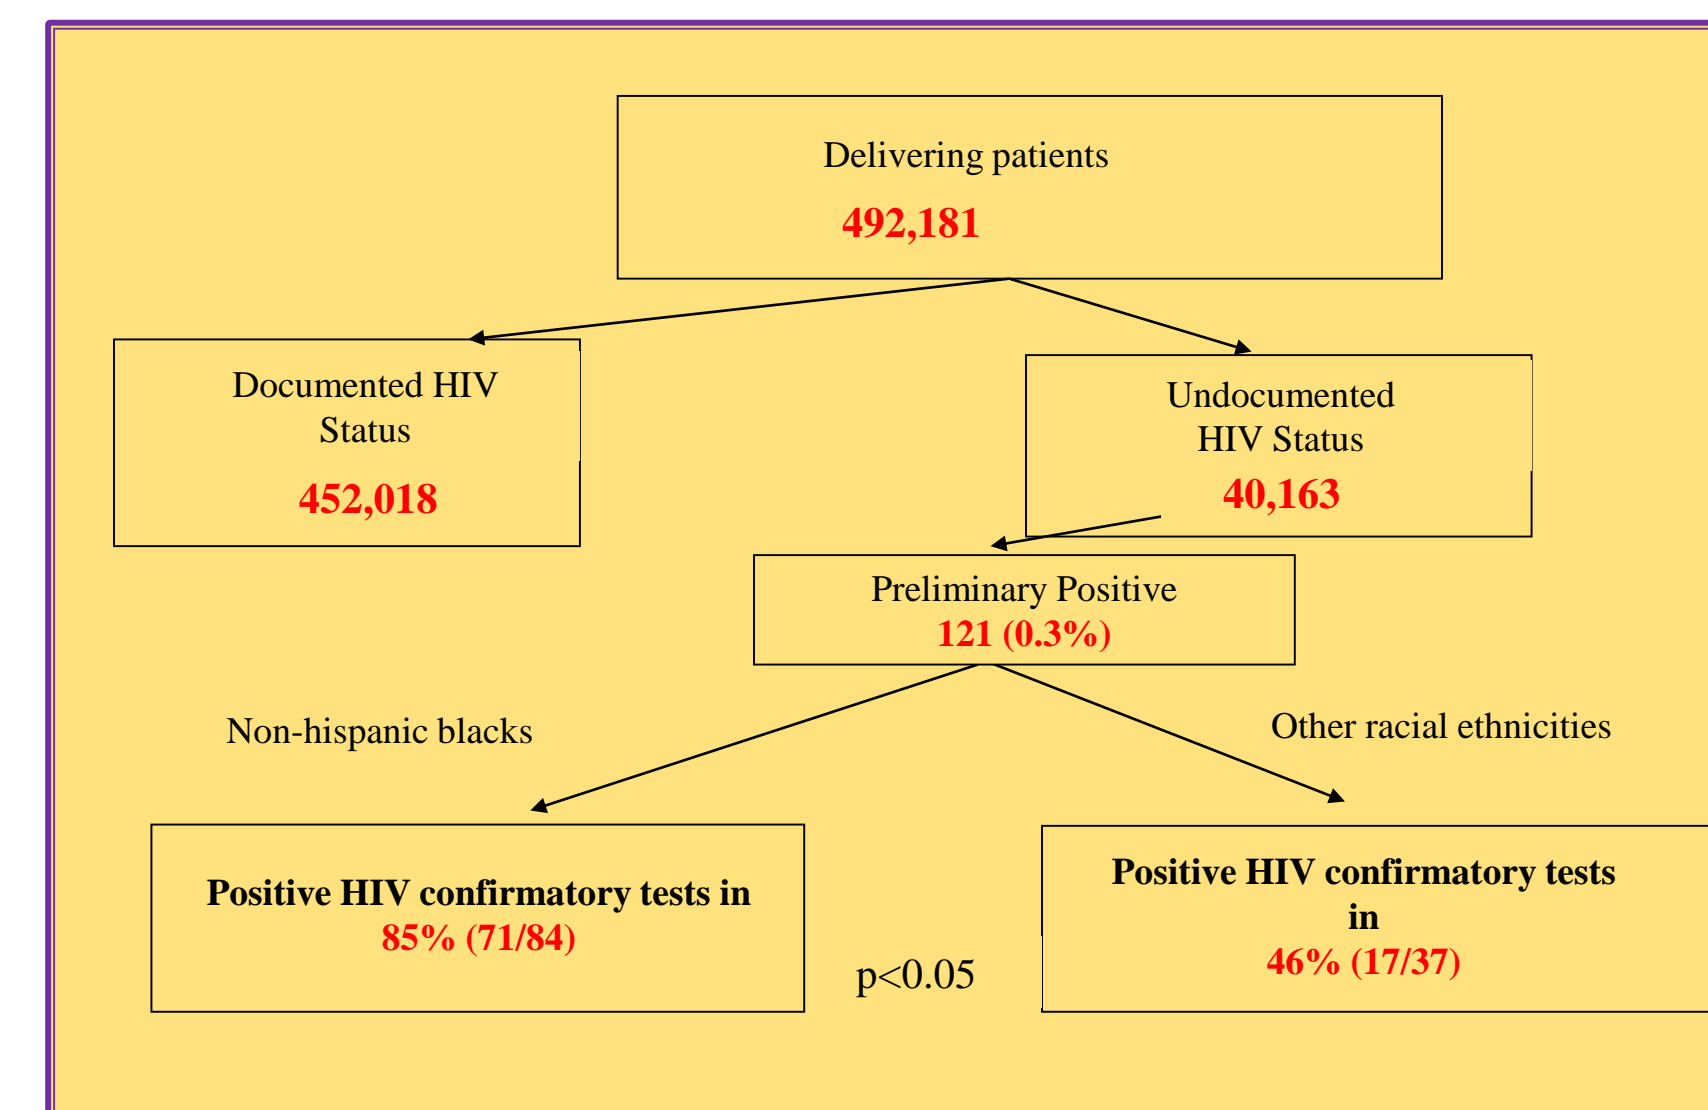 Delivering patients
492,181
Documented HIV
Status
452,018
Undocumented
HIV Status
40,163
Preliminary Positive
121 (0.3%)
Non-hispanic blacks
Other racial ethnicities
Positive HIV confirmatory tests in
85% (71/84)
p<0.05
Positive HIV confirmatory tests
in
46% (17/37)